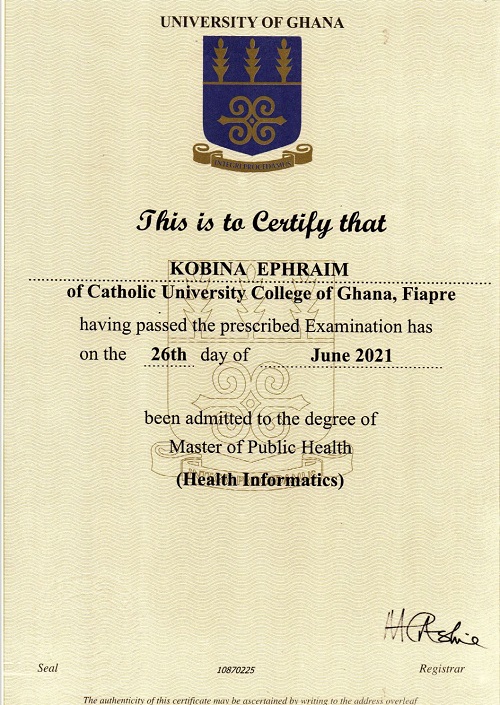 UNIVERSITY OF GHANA
INTEGRI PROCEDAMUS
This is to Certify that
KOBINA EPHRAIM
of Catholic University College of Ghana, Fiapre
having passed the prescribed Examination has
on the 26th day of June 2021
been admitted to the degree of
Master of Public Health
(Health Informatics)
Seal 10870225 Registrar
The authenticity of this certificate may be ascertained by writing to the address overleaf